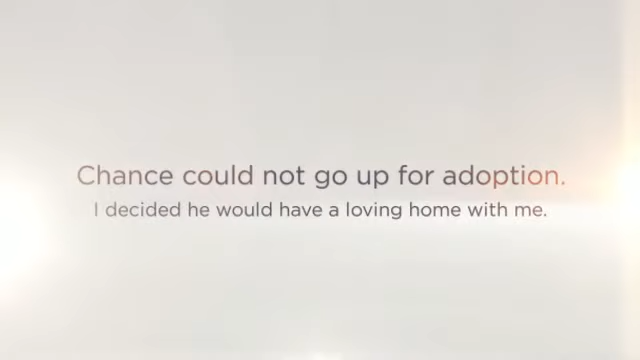 Chance could not go up for adoption.
I decided he would have a loving home with me.